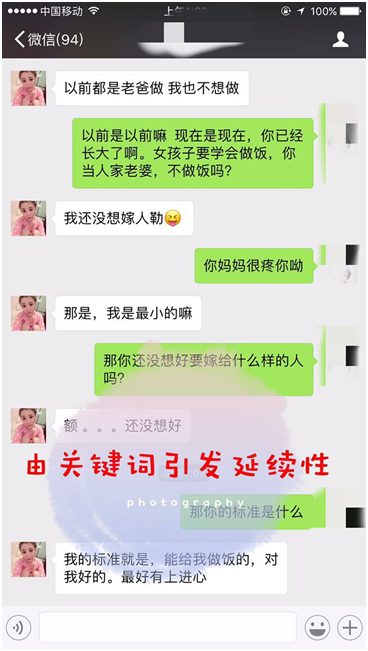 中国移动
100%
微信(94)
以前都是老爸做 我也不想做
以前是以前嘛 现在是现在，你已经
长大了啊。女孩子要学会做饭，你
当人家老婆，不做饭吗?
我还没想嫁人勒
你妈妈很疼你呦
那是，我是最小的嘛
那你还没想好要嫁给什么样的人
吗?
额 。。。还没想好
由关键词引发延续性
photography
那你的标准是什么
我的标准就是，能给我做饭的，对
我好的。最好有上进心